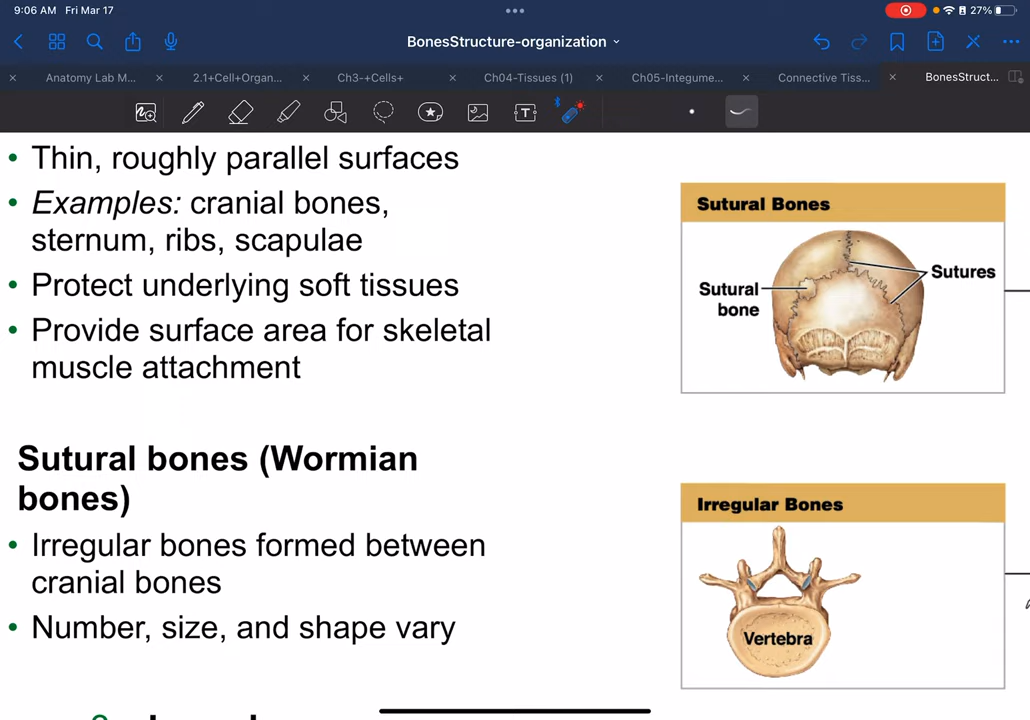 9:06 AM Fri Mar 17
27%
BonesStructure-organization
Anatomy Lab M...
2.1+Cell+Organ...
Ch3-+Cells+
Ch04-Tissues (1)
Ch05-Integume...
Connective Tiss...
BonesStruct...
• Thin, roughly parallel surfaces
• Examples: cranial bones,
sternum, ribs, scapulae
• Protect underlying soft tissues
• Provide surface area for skeletal
muscle attachment
Sutural bones (Wormian
bones)
• Irregular bones formed between
cranial bones
• Number, size, and shape vary
Sutural Bones
Sutures
Sutural
bone
Irregular Bones
Vertebra